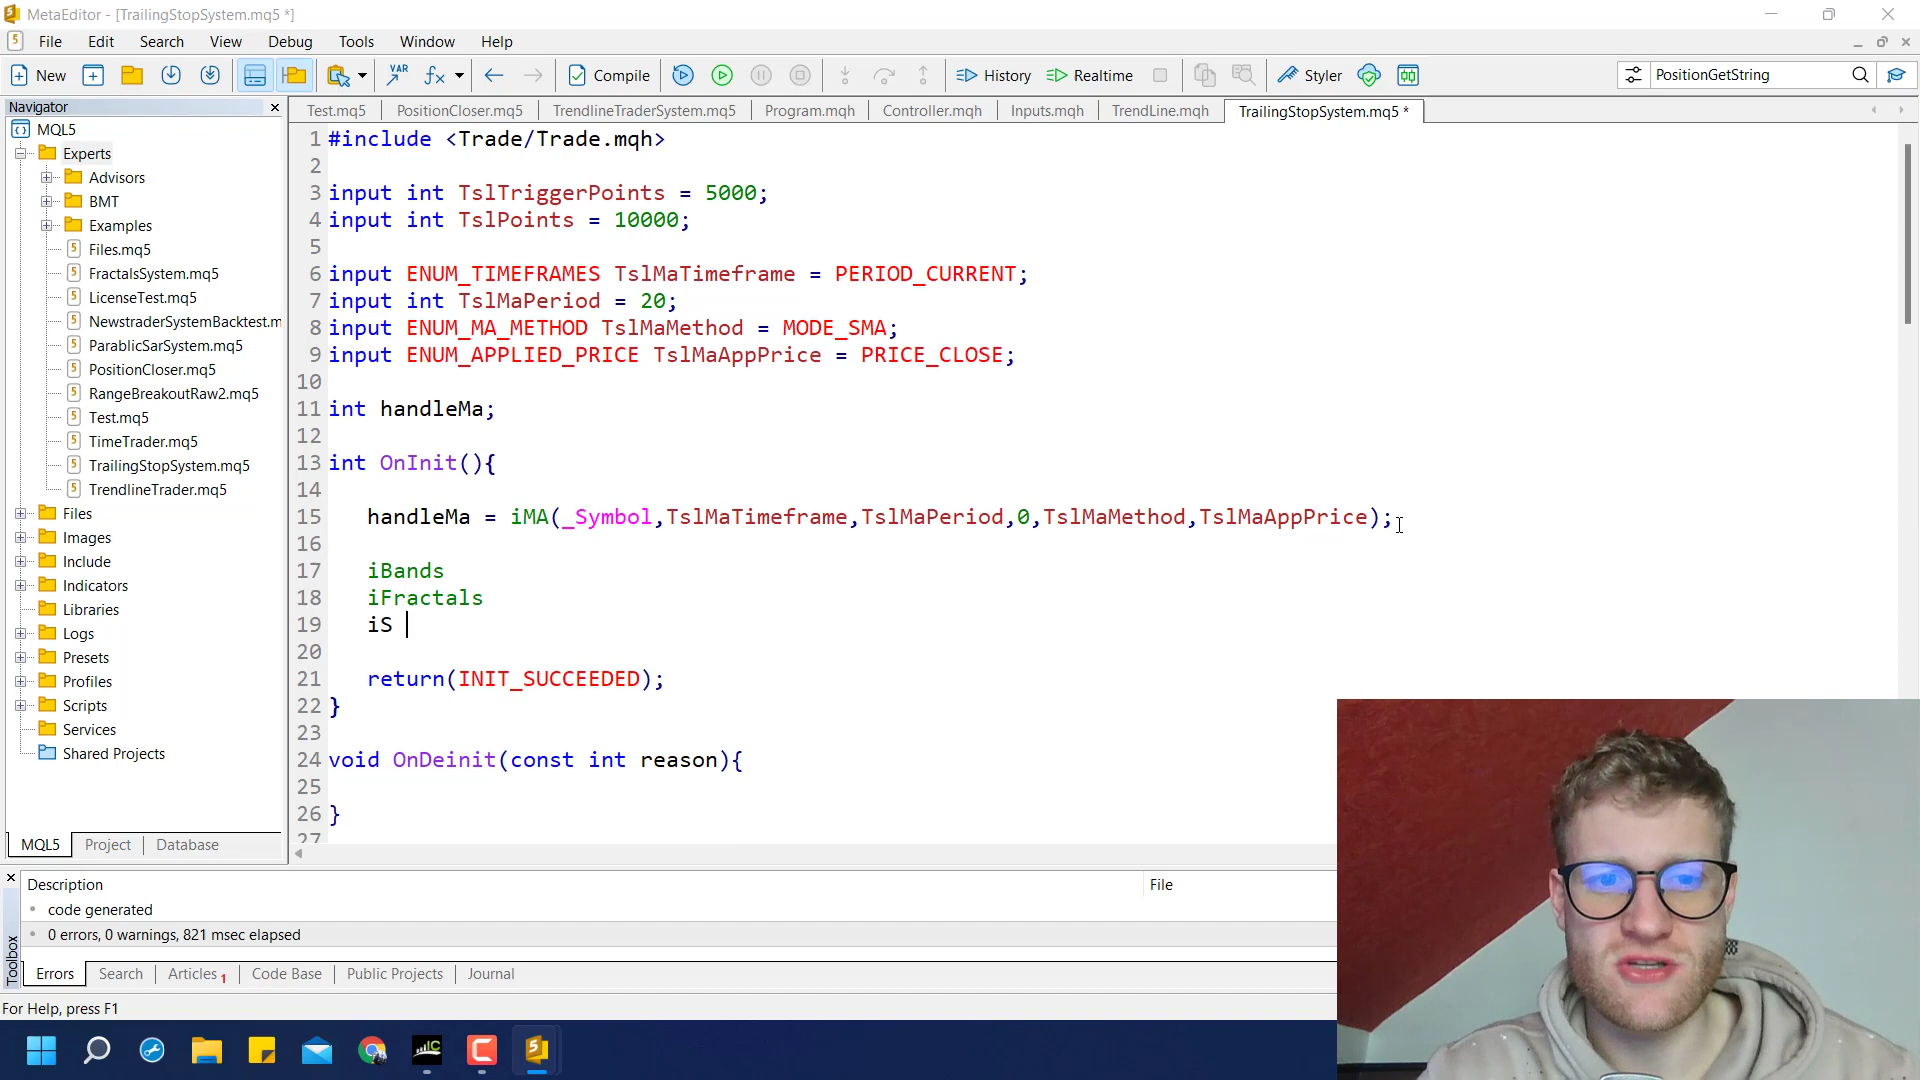 MetaEditor - [TrailingStopSystem.mq5 *]
File Edit Search View Debug Tools Window Help
New VAR Compile History Realtime Styler PositionGetString
Navigator
Test.mq5 PositionCloser.mq5 TrendlineTraderSystem.mq5 Program.mqh Controller.mqh Inputs.mqh TrendLine.mqh TrailingStopSystem.mq5 *
MQL5
Experts
Advisors
BMT
Examples
Files.mq5
FractalsSystem.mq5
LicenseTest.mq5
NewstraderSystemBacktest.m
ParablicSarSystem.mq5
PositionCloser.mq5
RangeBreakoutRaw2.mq5
Test.mq5
TimeTrader.mq5
TrailingStopSystem.mq5
TrendlineTrader.mq5
Files
Images
Include
Indicators
Libraries
Logs
Presets
Profiles
Scripts
Services
Shared Projects
MQL5 Project Database
1 #include <Trade/Trade.mqh>
2
3 input int TslTriggerPoints = 5000;
4 input int TslPoints = 10000;
5
6 input ENUM_TIMEFRAMES TslMaTimeframe = PERIOD_CURRENT;
7 input int TslMaPeriod = 20;
8 input ENUM_MA_METHOD TslMaMethod = MODE_SMA;
9 input ENUM_APPLIED_PRICE TslMaAppPrice = PRICE_CLOSE;
10
11 int handleMa;
12
13 int OnInit(){
14
15 handleMa = iMA(_Symbol,TslMaTimeframe,TslMaPeriod,0,TslMaMethod,TslMaAppPrice);
16
17 iBands
18 iFractals
19 iS
20
21 return(INIT_SUCCEEDED);
22 }
23
24 void OnDeinit(const int reason){
25
26 }
27
Description File
code generated
0 errors, 0 warnings, 821 msec elapsed
Toolbox
Errors Search Articles 1 Code Base Public Projects Journal
For Help, press F1